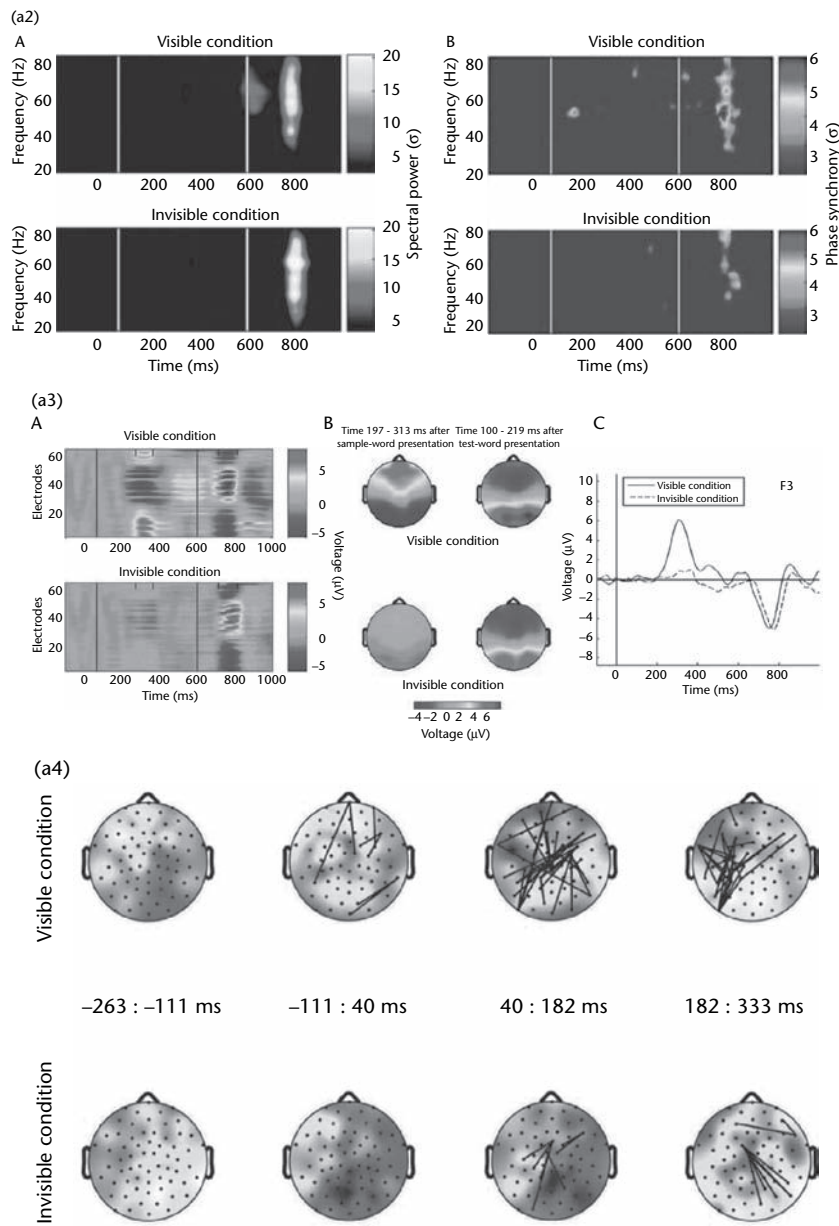 (a2)
A
Visible condition
80
60
40
20
0 200 400 600 800
Frequency (Hz)
20
15
10
5
Invisible condition
80
60
40
20
0 200 400 600 800
Frequency (Hz)
Time (ms)
20
15
10
5
Spectral power (σ)
B
Visible condition
80
60
40
20
0 200 400 600 800
Frequency (Hz)
6
5
4
3
Invisible condition
80
60
40
20
0 200 400 600 800
Frequency (Hz)
Time (ms)
6
5
4
3
Phase synchrony (σ)
(a3)
A
Visible condition
60
40
20
Electrodes
0 200 400 600 800 1000
5
0
−5
Invisible condition
60
40
20
Electrodes
0 200 400 600 800 1000
Time (ms)
5
0
−5
Voltage (μV)
B
Time 197 - 313 ms after
sample-word presentation
Time 100 - 219 ms after
test-word presentation
Visible condition
Invisible condition
−4 −2 0 2 4 6
Voltage (μV)
C
Visible condition
Invisible condition
F3
10
8
6
4
2
0
−2
−4
−6
−8
Voltage (μV)
0 200 400 600 800
Time (ms)
(a4)
Visible condition
−263 : −111 ms
−111 : 40 ms
40 : 182 ms
182 : 333 ms
Invisible condition